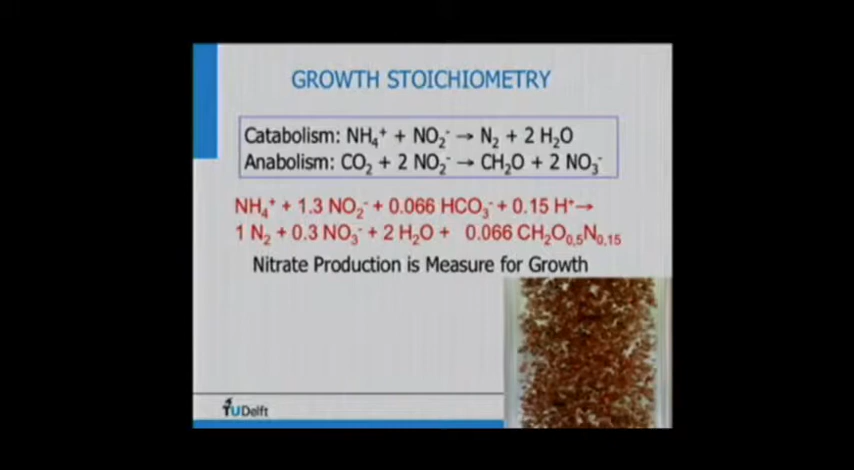 GROWTH STOICHIOMETRY
Catabolism: NH₄⁺ + NO₂⁻ → N₂ + 2 H₂O
Anabolism: CO₂ + 2 NO₂⁻ → CH₂O + 2 NO₃⁻
NH₄⁺ + 1.3 NO₂⁻ + 0.066 HCO₃⁻ + 0.15 H⁺→
1 N₂ + 0.3 NO₃⁻ + 2 H₂O + 0.066 CH₂O₀,₅N₀,₁₅
Nitrate Production is Measure for Growth
TUDelft